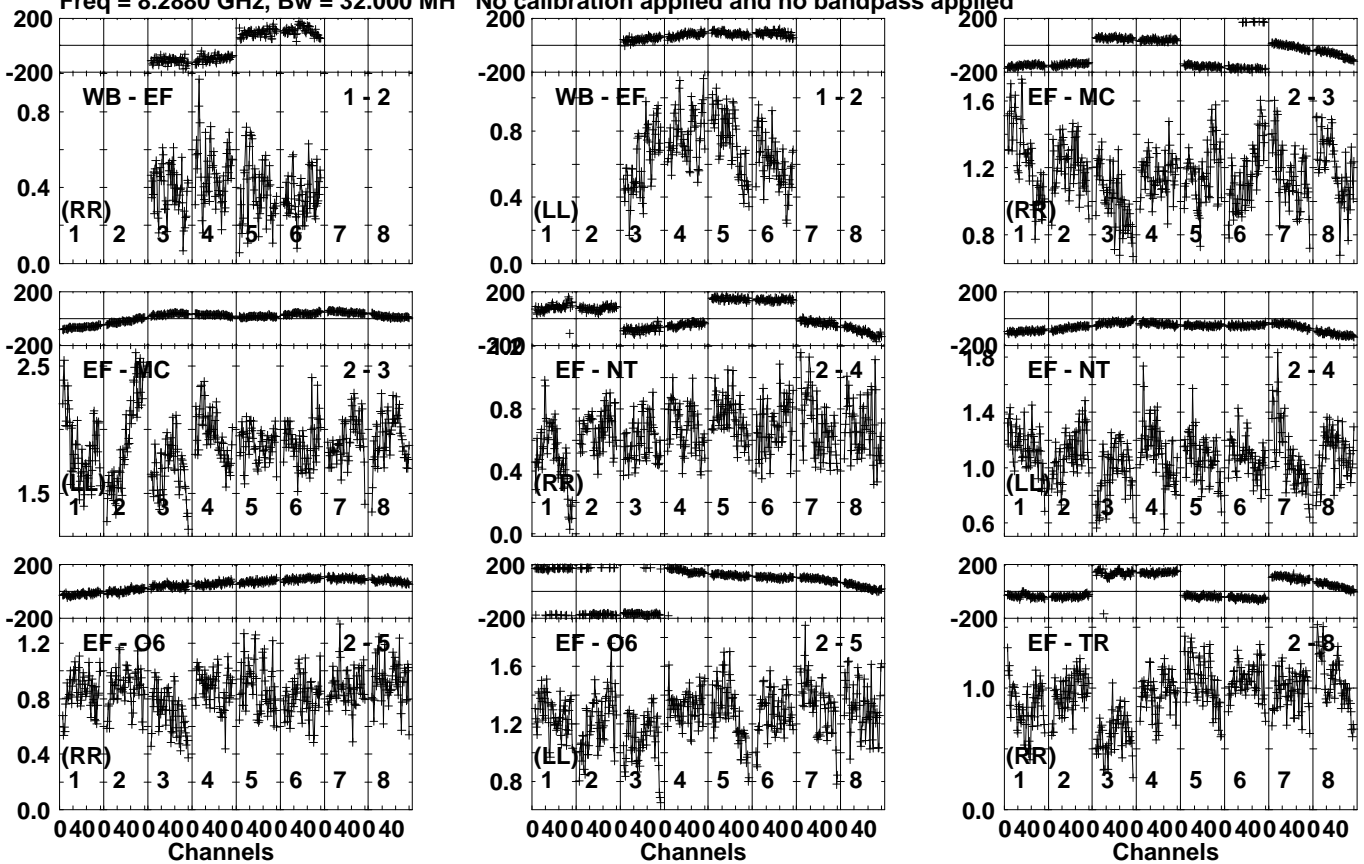 Freq = 8.2880 GHz, Bw = 32.000 MH No calibration applied and no bandpass applied
200 200 200
-200 -200
WB - EF 1 - 2 WB - EF 1 - 2 1.6 EF - MC 2 - 3
0.8 0.8 1.2
0.4 0.4
(RR) (LL) (RR)
1 2 3 4 5 6 7 8 1 2 3 4 5 6 7 8 0.8 1 2 3 4 5 6 7 8
0.0 0.0
200 200 200
-200 -200
2.5 EF - MC 2 - 3 EF - NT 2 - 4 1.8 EF - NT 2 - 4
0.8 1.4
0.4 1.0
1.5 (LL) (RR) (LL)
1 2 3 4 5 6 7 8 1 2 3 4 5 6 7 8 1 2 3 4 5 6 7 8
0.0 0.6
200 200 200
-200 -200 -200
1.2 EF - O6 2 - 5 1.6 EF - O6 2 - 5 EF - TR 2 - 8
0.8 1.2 1.0
0.4 (RR) 0.8 (LL) (RR)
1 2 3 4 5 6 7 8 1 2 3 4 5 6 7 8 1 2 3 4 5 6 7 8
0.0 0.0
0 40 0 40 0 40 0 40 0 40 0 40 0 40 0 40 0 40 0 40 0 40 0 40 0 40 0 40 0 40 0 40 0 40 0 40 0 40 0 40 0 40 0 40 0 40 0 40
Channels Channels Channels